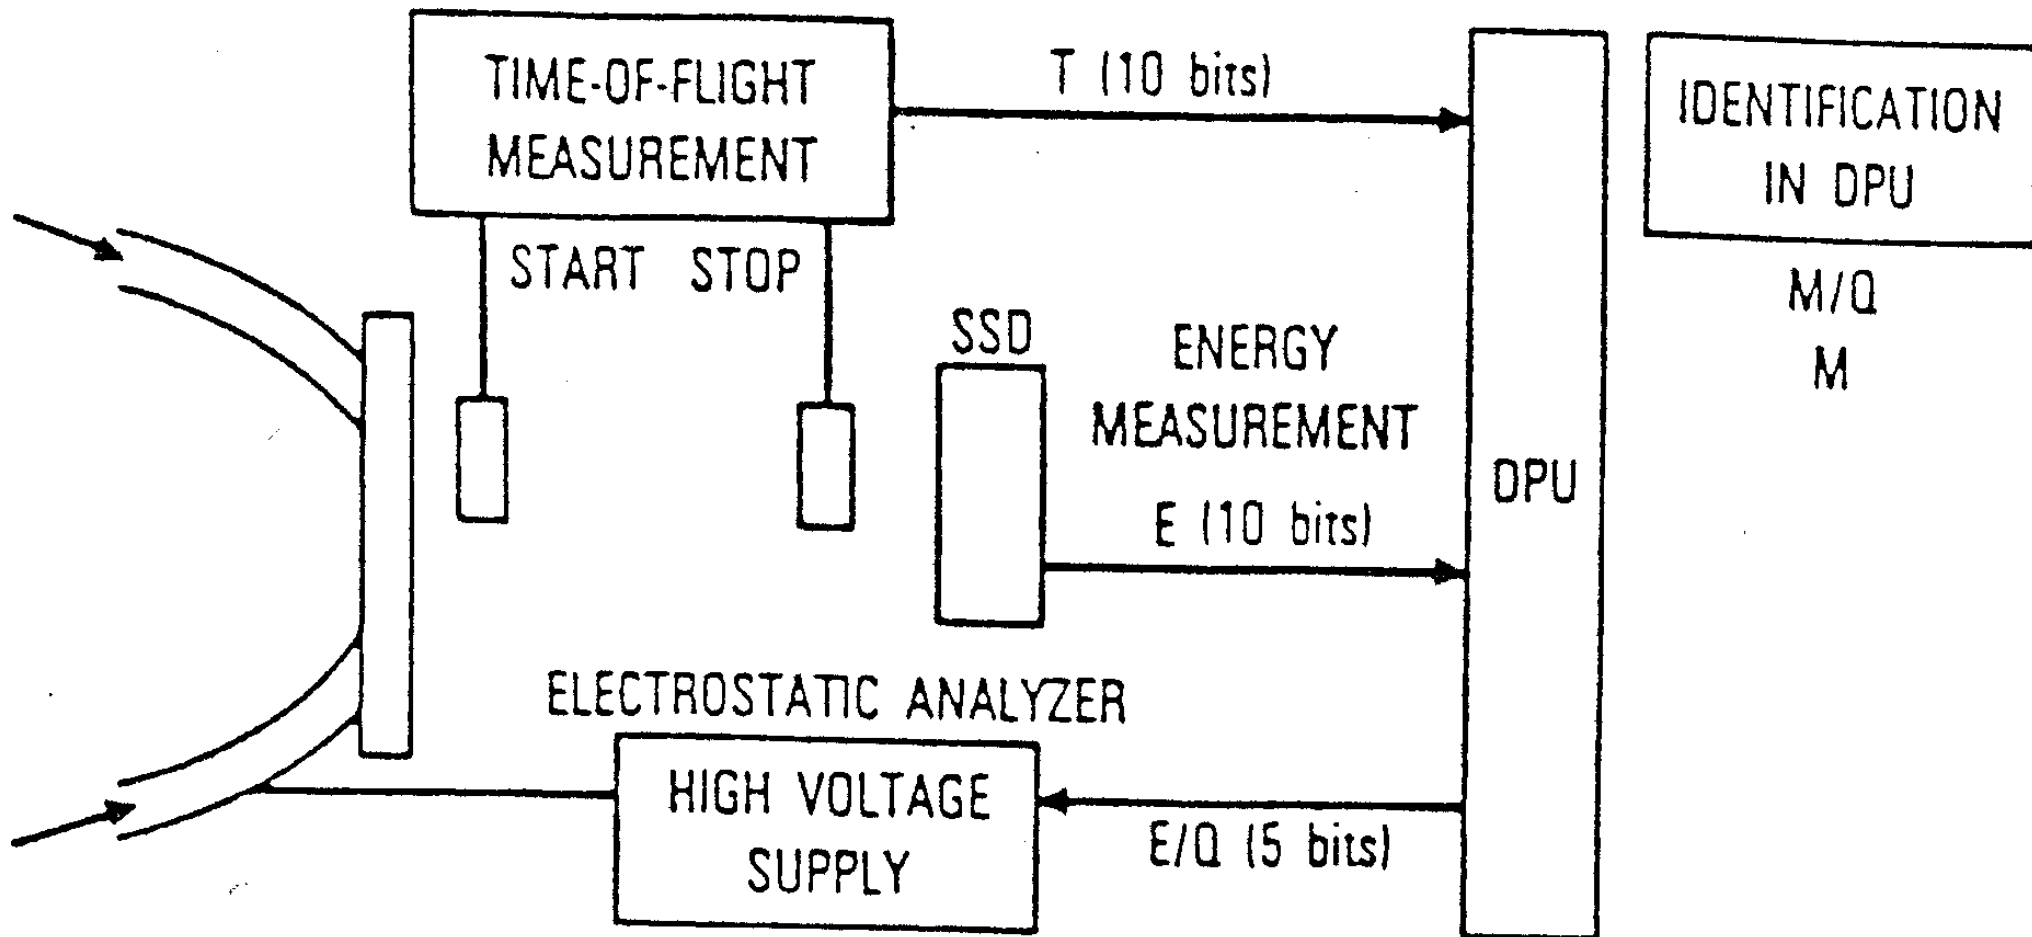 TIME-OF-FLIGHT
MEASUREMENT
T (10 bits)
IDENTIFICATION
IN DPU
START STOP
M/Q
M
SSD
ENERGY
MEASUREMENT
E (10 bits)
DPU
ELECTROSTATIC ANALYZER
HIGH VOLTAGE
SUPPLY
E/Q (5 bits)